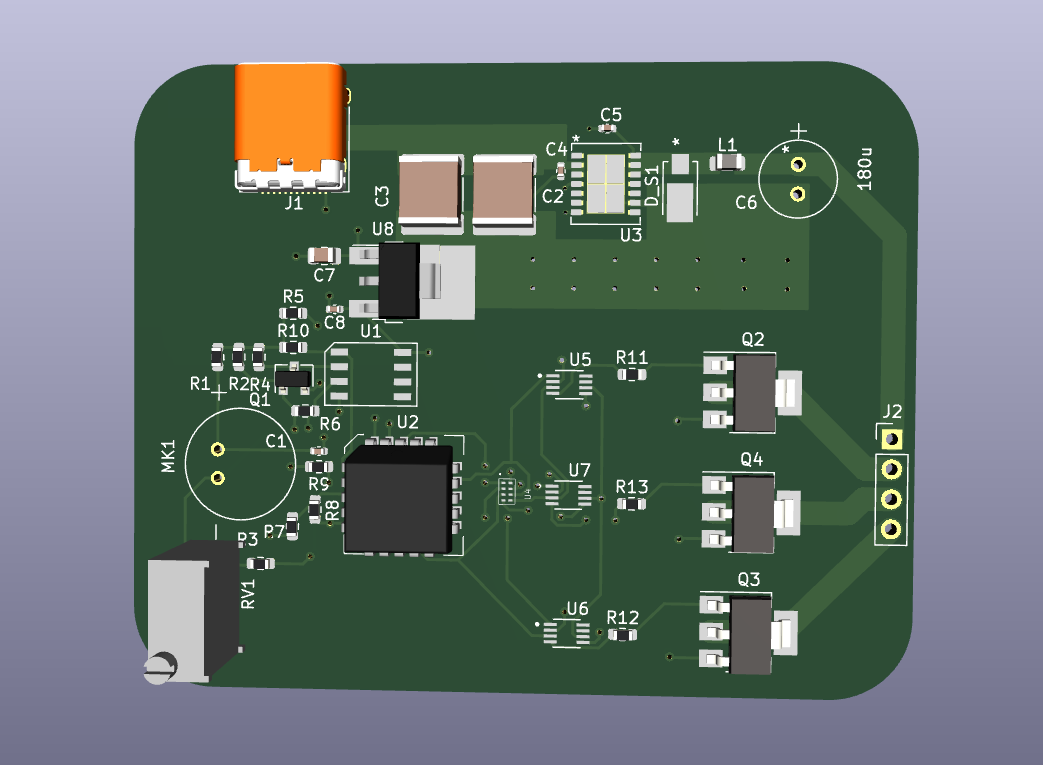 J1
C5
*
C4
*
L1
*
+
180u
C3
C2
D_S1
C6
U3
U8
C7
R5
C8
U1
R10
R1
R2
R4
Q1
+
R6
U2
U5
R11
Q2
J2
MK1
C1
R9
R8
R7
U7
R13
Q4
P3
RV1
U6
R12
Q3